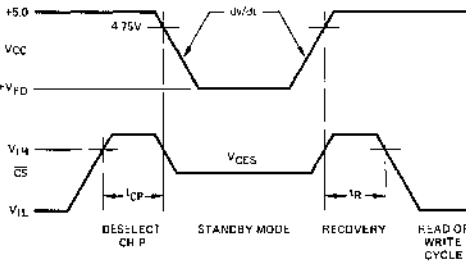 +5.0
4.75V
dv/dt
VCC
+VPD
VIH
CS
VCES
tCP
tR
VIL
DESELECT
CHIP
STANDBY MODE
RECOVERY
READ OR
WRITE
CYCLE